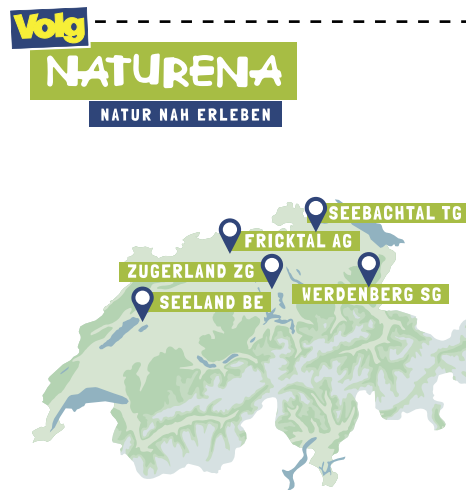 Volg
NATURENA
NATUR NAH ERLEBEN
SEEBACHTAL TG
FRICKTAL AG
ZUGERLAND ZG
WERDENBERG SG
SEELAND BE